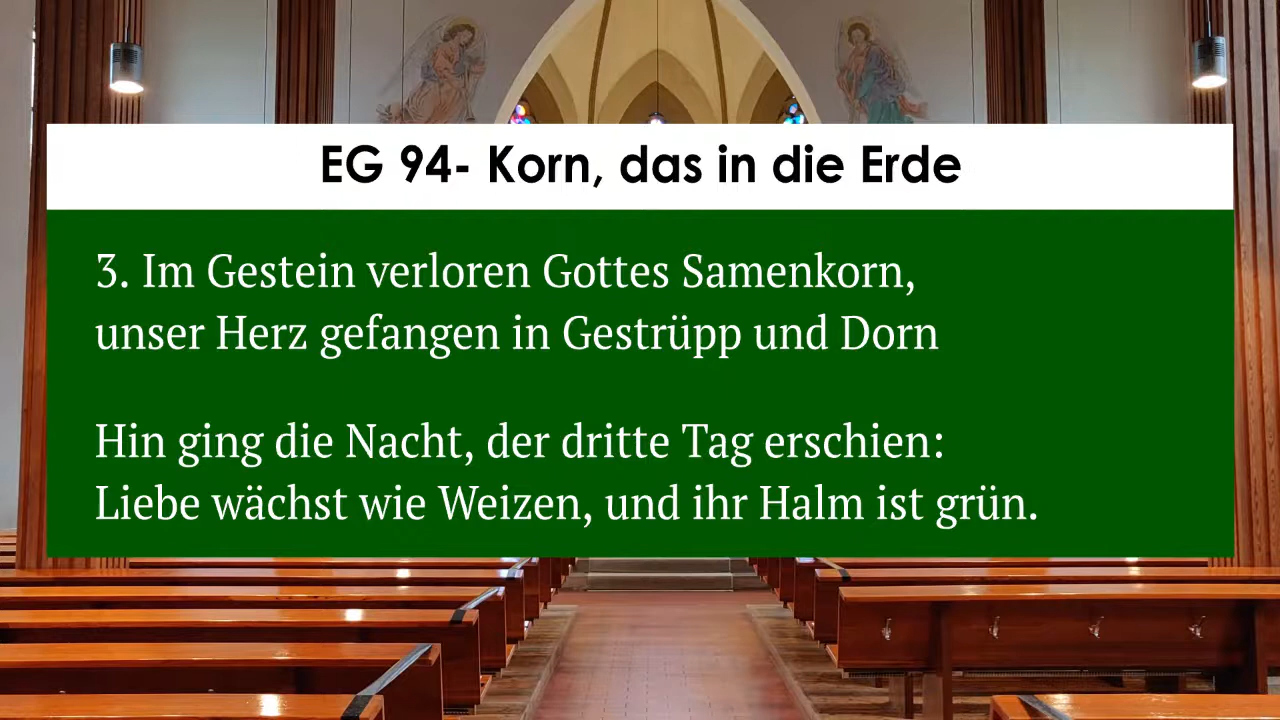 EG 94- Korn, das in die Erde
3. Im Gestein verloren Gottes Samenkorn,
unser Herz gefangen in Gestrüpp und Dorn
Hin ging die Nacht, der dritte Tag erschien:
Liebe wächst wie Weizen, und ihr Halm ist grün.